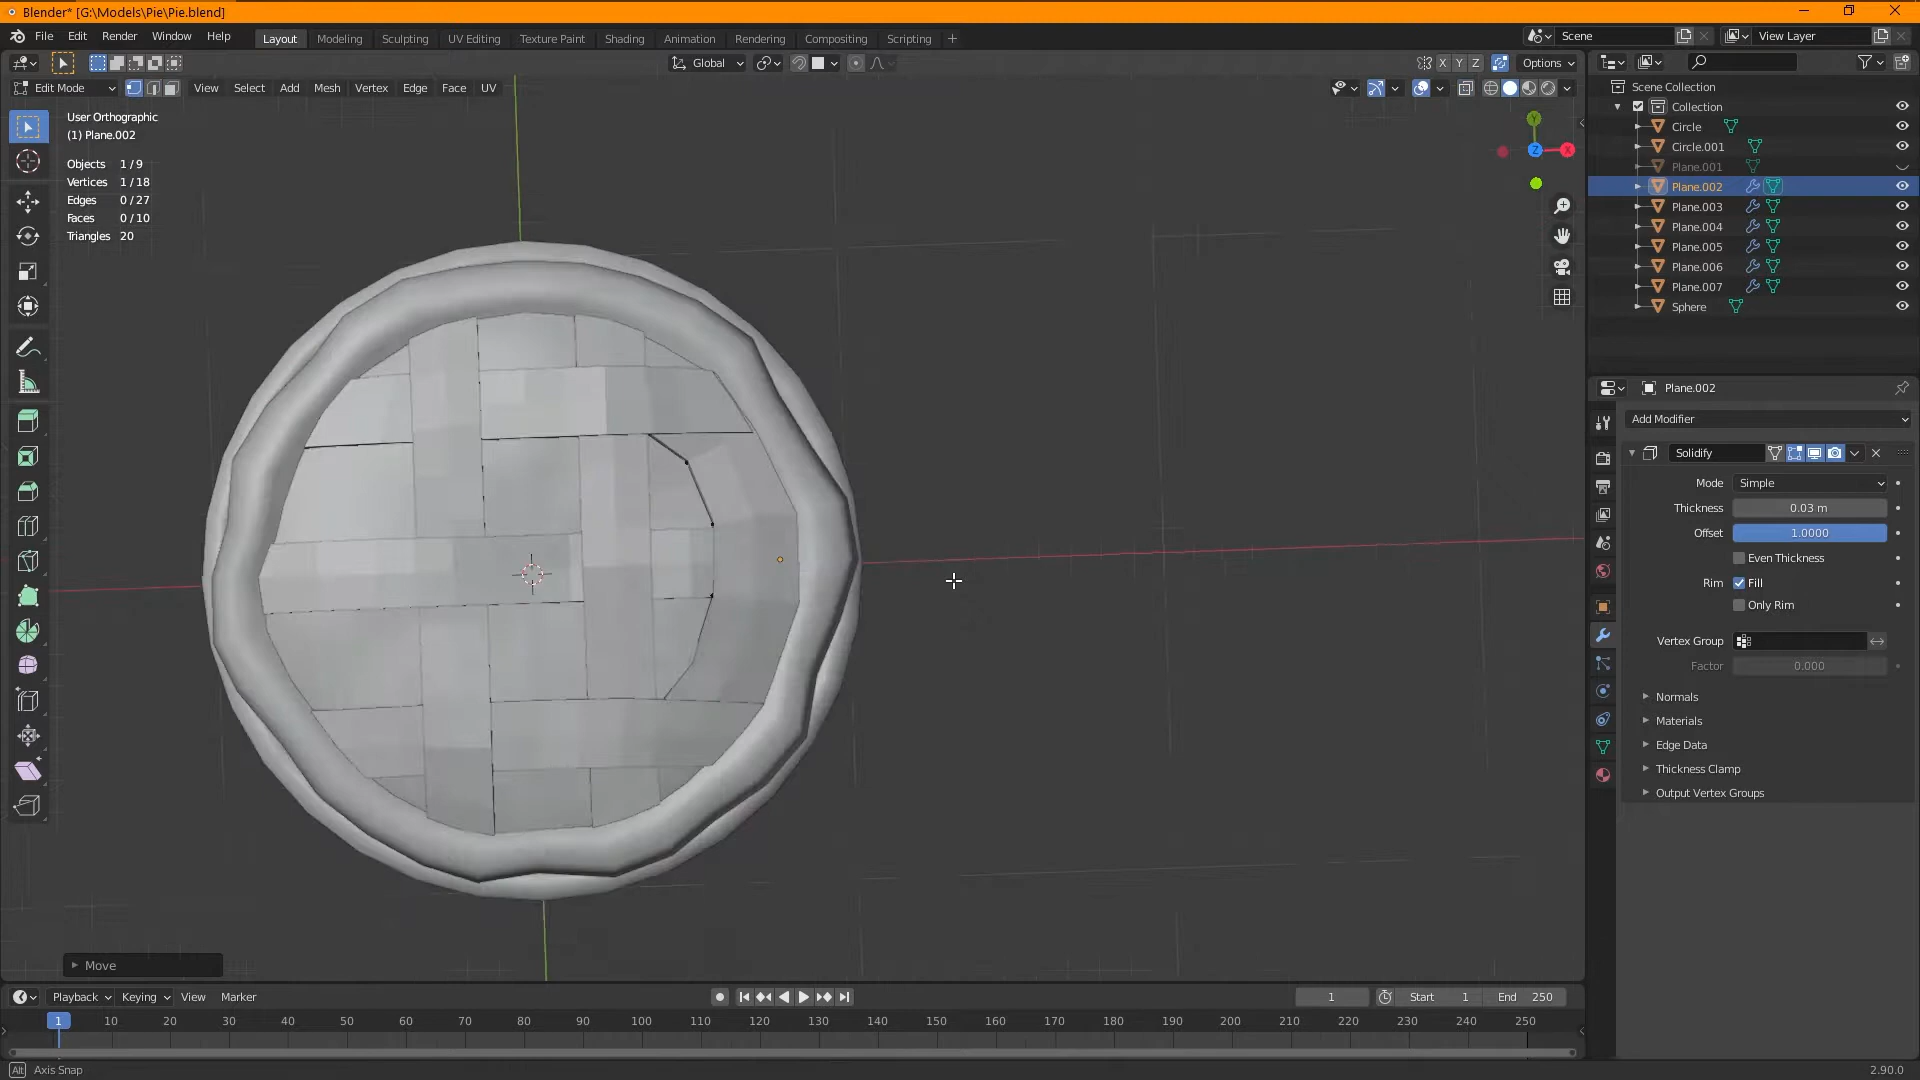 Blender* [G:\Models\Pie\Pie.blend]
File Edit Render Window Help
Layout Modeling Sculpting UV Editing Texture Paint Shading Animation Rendering Compositing Scripting +
Scene
View Layer
Global
X Y Z
Options
Edit Mode
View Select Add Mesh Vertex Edge Face UV
User Orthographic
(1) Plane.002
Objects 1/9
Vertices 1/18
Edges 0/27
Faces 0/10
Triangles 20
Y
Z
X
Move
Scene Collection
Collection
Circle
Circle.001
Plane.001
Plane.002
Plane.003
Plane.004
Plane.005
Plane.006
Plane.007
Sphere
Plane.002
Add Modifier
Solidify
Mode Simple
Thickness 0.03 m
Offset 1.0000
Even Thickness
Rim Fill
Only Rim
Vertex Group
Factor 0.000
Normals
Materials
Edge Data
Thickness Clamp
Output Vertex Groups
Playback Keying View Marker
1
Start 1
End 250
1 10 20 30 40 50 60 70 80 90 100 110 120 130 140 150 160 170 180 190 200 210 220 230 240 250
Alt Axis Snap
2.90.0